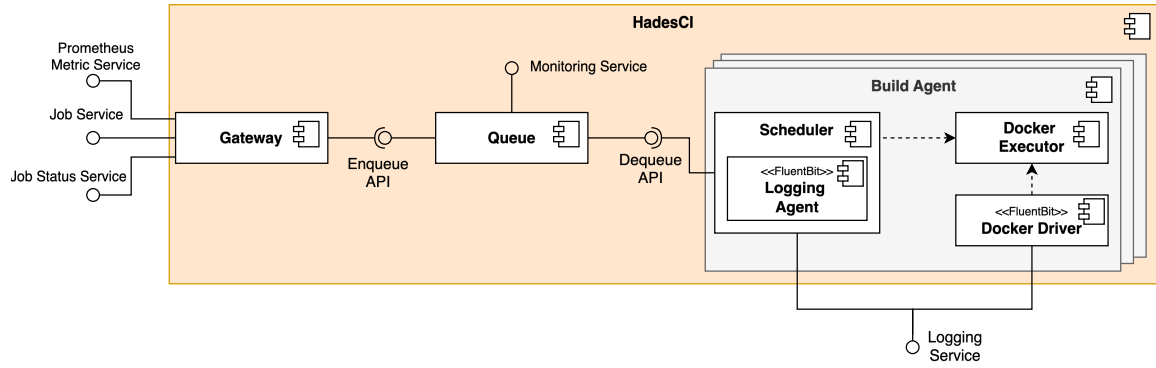 HadesCI
Prometheus
Metric Service
Job Service
Job Status Service
Gateway
Enqueue
API
Queue
Monitoring Service
Dequeue
API
Build Agent
Scheduler
<<FluentBit>>
Logging
Agent
Docker
Executor
<<FluentBit>>
Docker Driver
Logging
Service